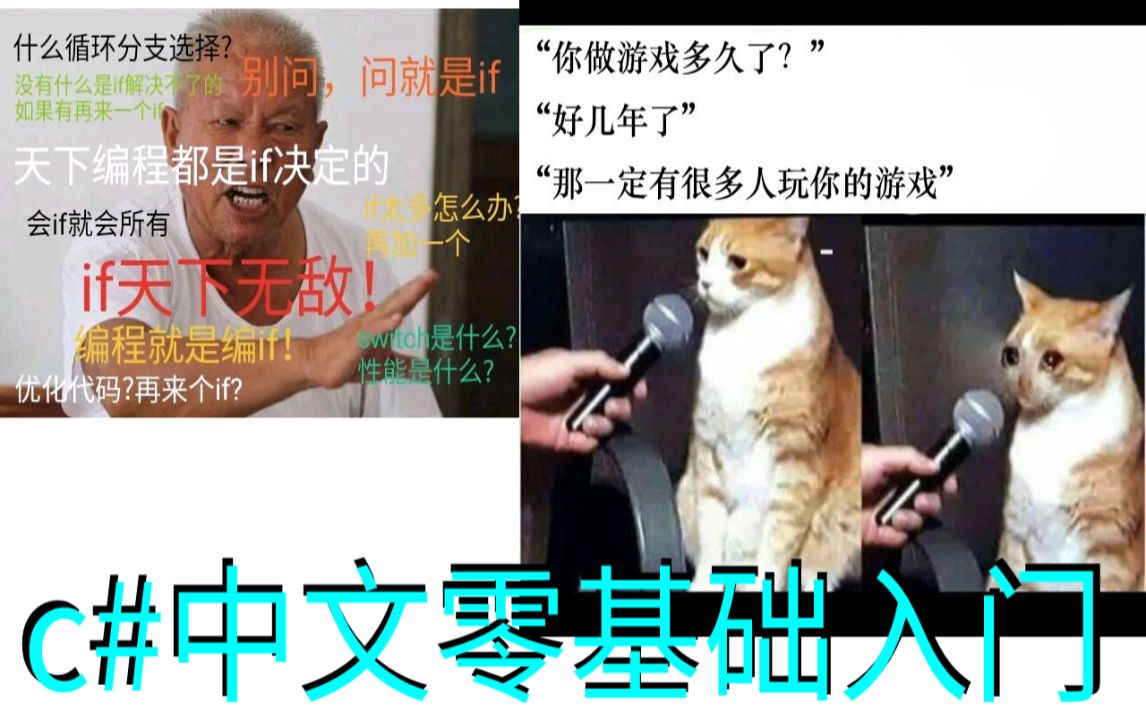 什么循环分支选择?
没有什么是if解决不了的
如果有再来一个if
别问，问就是if
天下编程都是if决定的
会if就会所有
if太多怎么办?
再加一个
if天下无敌！
编程就是编if！
switch是什么?
性能是什么?
优化代码?再来个if?
“你做游戏多久了？”
“好几年了”
“那一定有很多人玩你的游戏”
c#中文零基础入门